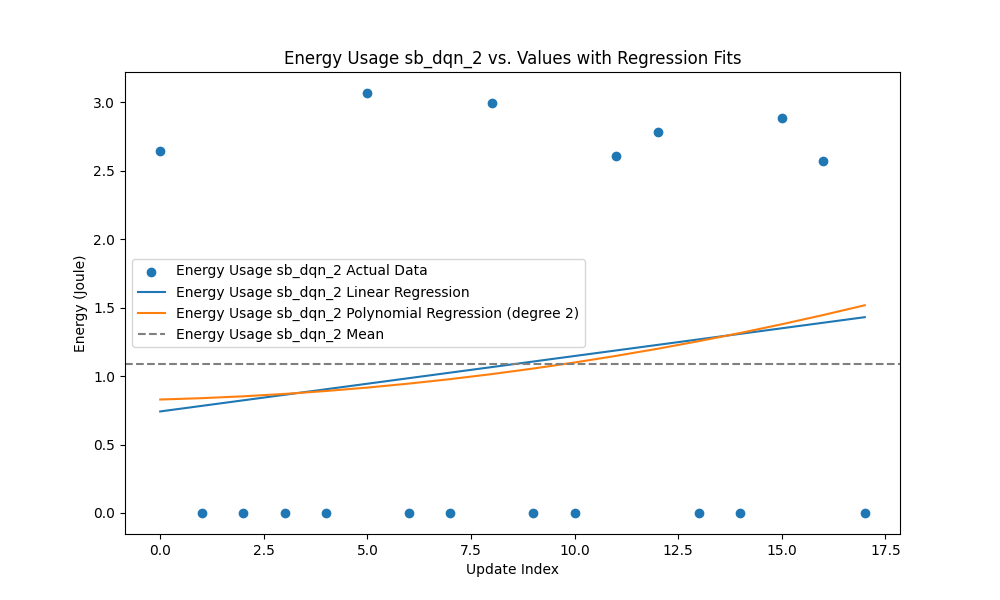 Energy Usage sb_dqn_2 vs. Values with Regression Fits
3.0
2.5
2.0
1.5
1.0
0.5
0.0
Energy (Joule)
Energy Usage sb_dqn_2 Actual Data
Energy Usage sb_dqn_2 Linear Regression
Energy Usage sb_dqn_2 Polynomial Regression (degree 2)
Energy Usage sb_dqn_2 Mean
0.0 2.5 5.0 7.5 10.0 12.5 15.0 17.5
Update Index